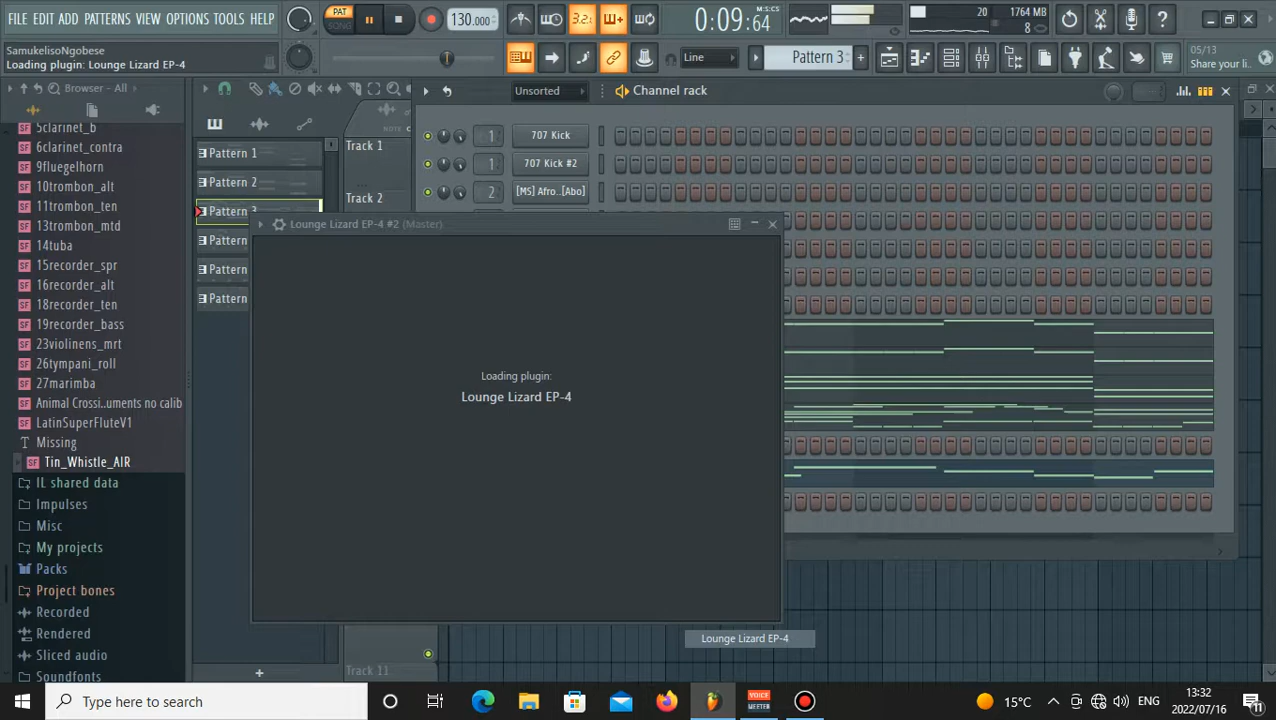 FILE EDIT ADD PATTERNS VIEW OPTIONS TOOLS HELP
PAT
SONG
130.000
3.2.
0:09:64
M:S:CS
20
1764 MB
8
SamukelisoNgobese
Loading plugin: Lounge Lizard EP-4
Line
Pattern 3
05/13
Share your li..
Browser - All
Unsorted
Channel rack
NOTE
5clarinet_b
6clarinet_contra
9fluegelhorn
10trombon_alt
11trombon_ten
13trombon_mtd
14tuba
15recorder_spr
16recorder_alt
18recorder_ten
19recorder_bass
23violinens_mrt
26tympani_roll
27marimba
Animal Crossi..uments no calib
LatinSuperFluteV1
Missing
Tin_Whistle_AIR
IL shared data
Impulses
Misc
My projects
Packs
Project bones
Recorded
Rendered
Sliced audio
Soundfonts
Pattern 1
Pattern 2
Pattern 3
Pattern
Pattern
Pattern
Track 1
Track 2
Track 11
1
707 Kick
1
707 Kick #2
2
[MS] Afro..[Abo]
Lounge Lizard EP-4 #2 (Master)
Loading plugin:
Lounge Lizard EP-4
Lounge Lizard EP-4
Type here to search
VOICE
MEETER
15°C
ENG
13:32
2022/07/16
11